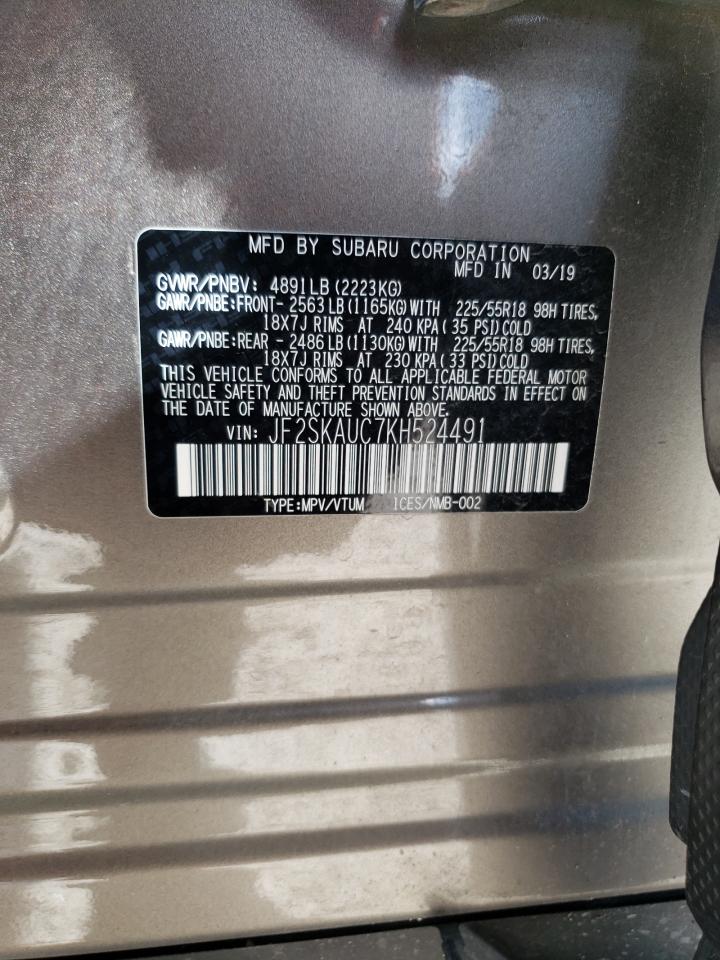 MFD BY SUBARU CORPORATION
MFD IN 03/19
GVWR/PNBV: 4891LB(2223KG)
GAWR/PNBE:FRONT- 2563LB(1165KG)WITH 225/55R18 98H TIRES,
18X7J RIMS AT 240 KPA(35 PSI)COLD
GAWR/PNBE:REAR - 2486LB(1130KG)WITH 225/55R18 98H TIRES,
18X7J RIMS AT 230 KPA(33 PSI)COLD
THIS VEHICLE CONFORMS TO ALL APPLICABLE FEDERAL MOTOR
VEHICLE SAFETY AND THEFT PREVENTION STANDARDS IN EFFECT ON
THE DATE OF MANUFACTURE SHOWN ABOVE.
VIN: JF2SKAUC7KH524491
TYPE:MPV/VTUM ICES/NMB-002